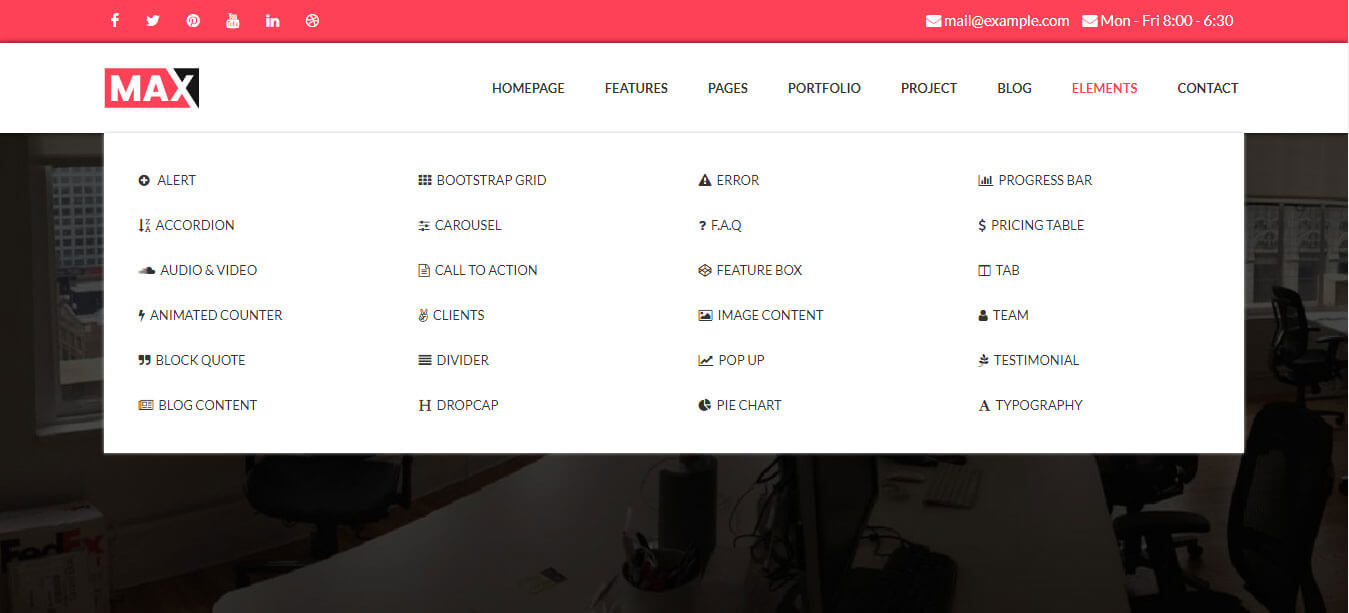 mail@example.com Mon - Fri 8:00 - 6:30
MAX
HOMEPAGE FEATURES PAGES PORTFOLIO PROJECT BLOG ELEMENTS CONTACT
ALERT BOOTSTRAP GRID ERROR PROGRESS BAR
ACCORDION CAROUSEL F.A.Q PRICING TABLE
AUDIO & VIDEO CALL TO ACTION FEATURE BOX TAB
ANIMATED COUNTER CLIENTS IMAGE CONTENT TEAM
BLOCK QUOTE DIVIDER POP UP TESTIMONIAL
BLOG CONTENT DROPCAP PIE CHART TYPOGRAPHY
FedEx